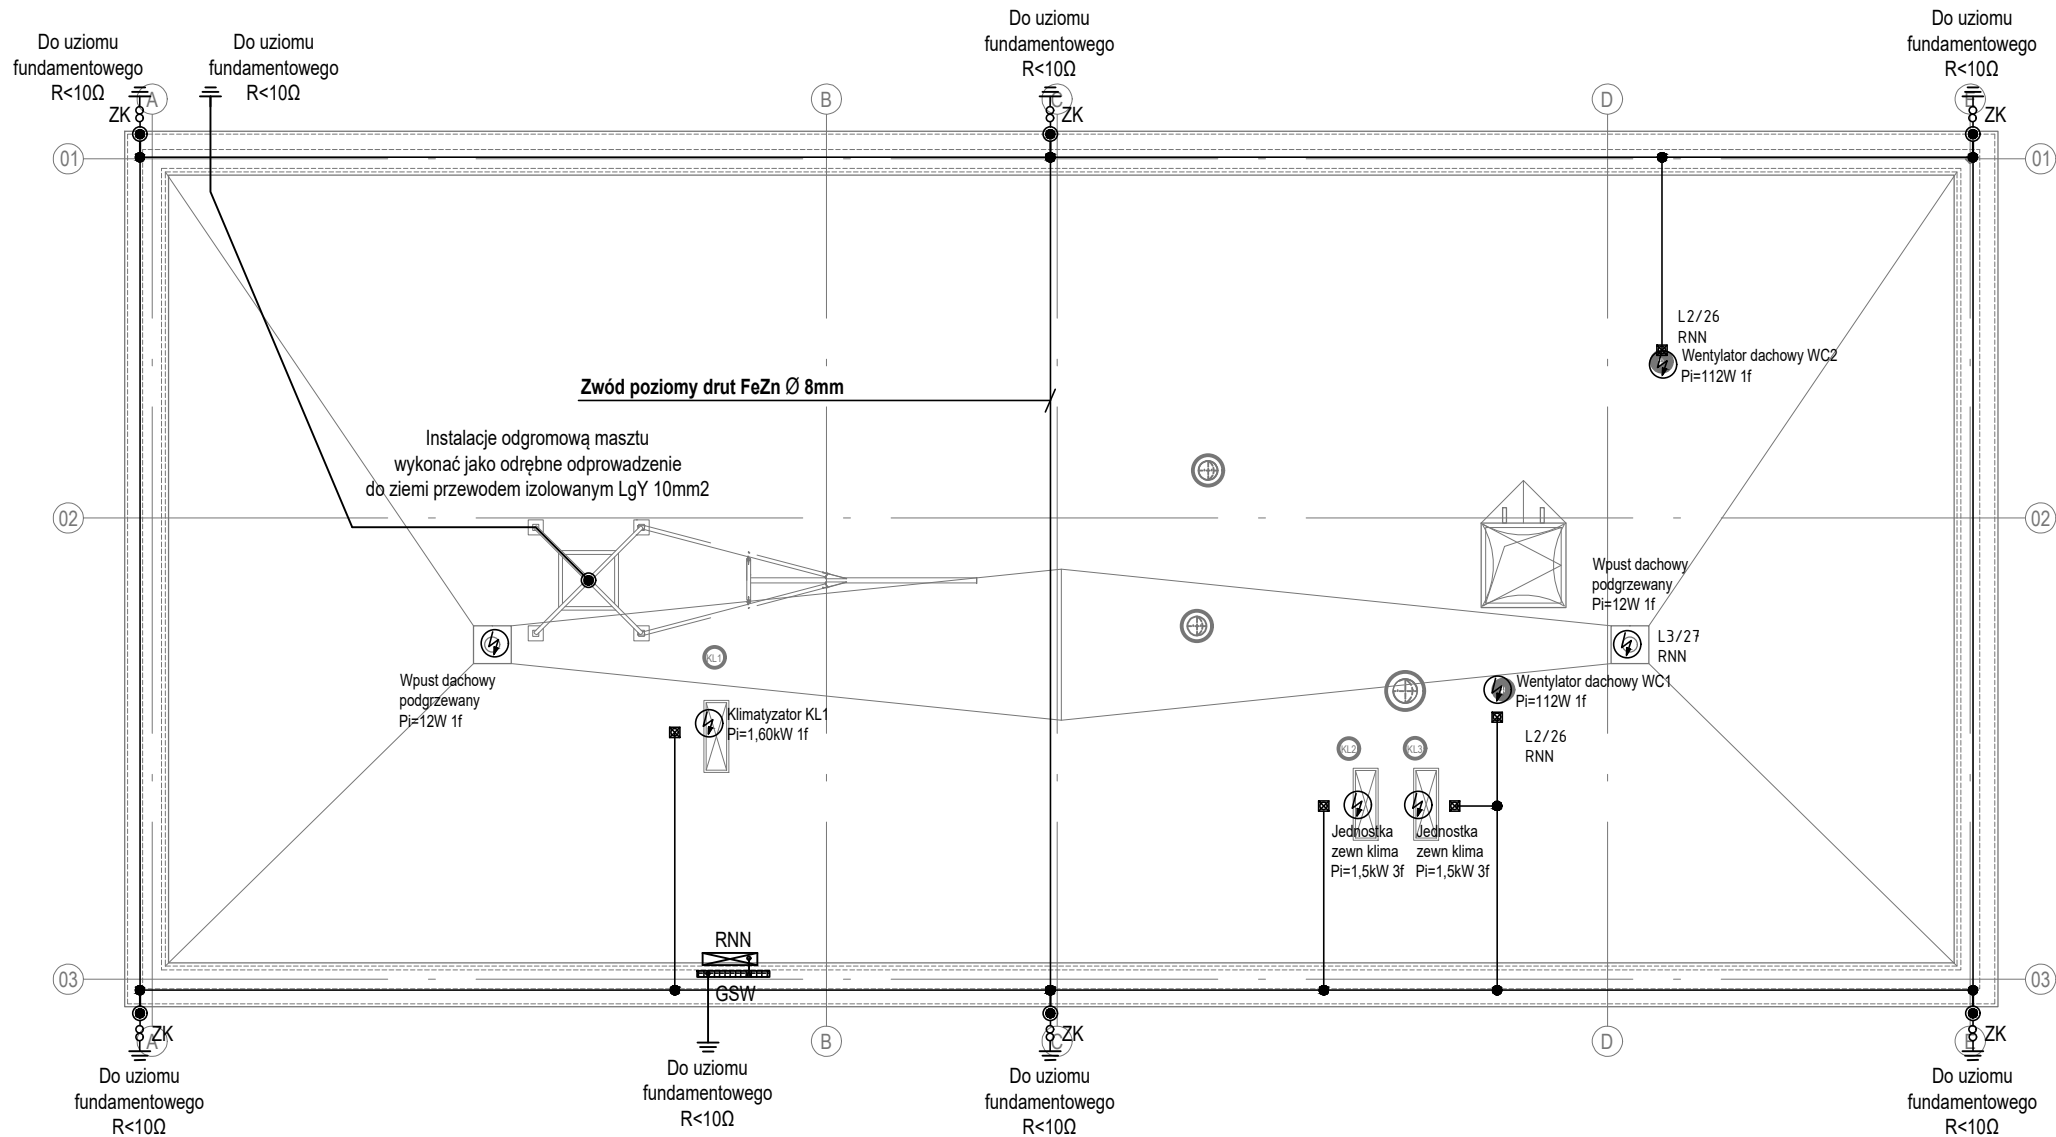 Do uziomu
fundamentowego
R<10Ω
Do uziomu
fundamentowego
R<10Ω
Do uziomu
fundamentowego
R<10Ω
Do uziomu
fundamentowego
R<10Ω
A
B
C
D
ZK
ZK
ZK
01
01
L2/26
RNN
Wentylator dachowy WC2
Pi=112W 1f
Zwód poziomy drut FeZn Ø 8mm
Instalacje odgromową masztu
wykonać jako odrębne odprowadzenie
do ziemi przewodem izolowanym LgY 10mm2
02
02
Wpust dachowy
podgrzewany
Pi=12W 1f
L3/27
RNN
Wpust dachowy
podgrzewany
Pi=12W 1f
KL1
Klimatyzator KL1
Pi=1,60kW 1f
Wentylator dachowy WC1
Pi=112W 1f
L2/26
RNN
KL2
KL3
Jednostka
zewn klima
Pi=1,5kW 3f
Jednostka
zewn klima
Pi=1,5kW 3f
RNN
GSW
03
03
ZK
ZK
ZK
A
B
C
D
Do uziomu
fundamentowego
R<10Ω
Do uziomu
fundamentowego
R<10Ω
Do uziomu
fundamentowego
R<10Ω
Do uziomu
fundamentowego
R<10Ω